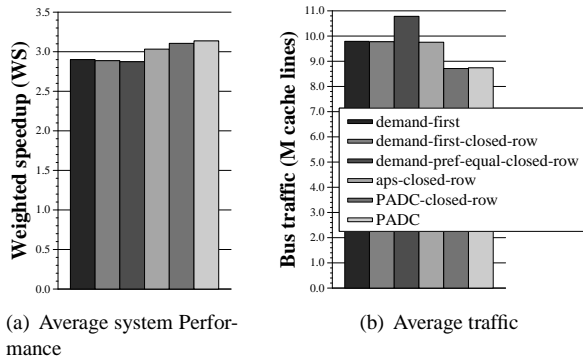 Weighted speedup (WS)
3.5
3.0
2.5
2.0
1.5
1.0
0.5
0.0
(a) Average system Perfor-
mance
Bus traffic (M cache lines)
11.0
10.0
9.0
8.0
7.0
6.0
5.0
4.0
3.0
2.0
1.0
0.0
demand-first
demand-first-closed-row
demand-pref-equal-closed-row
aps-closed-row
PADC-closed-row
PADC
(b) Average traffic